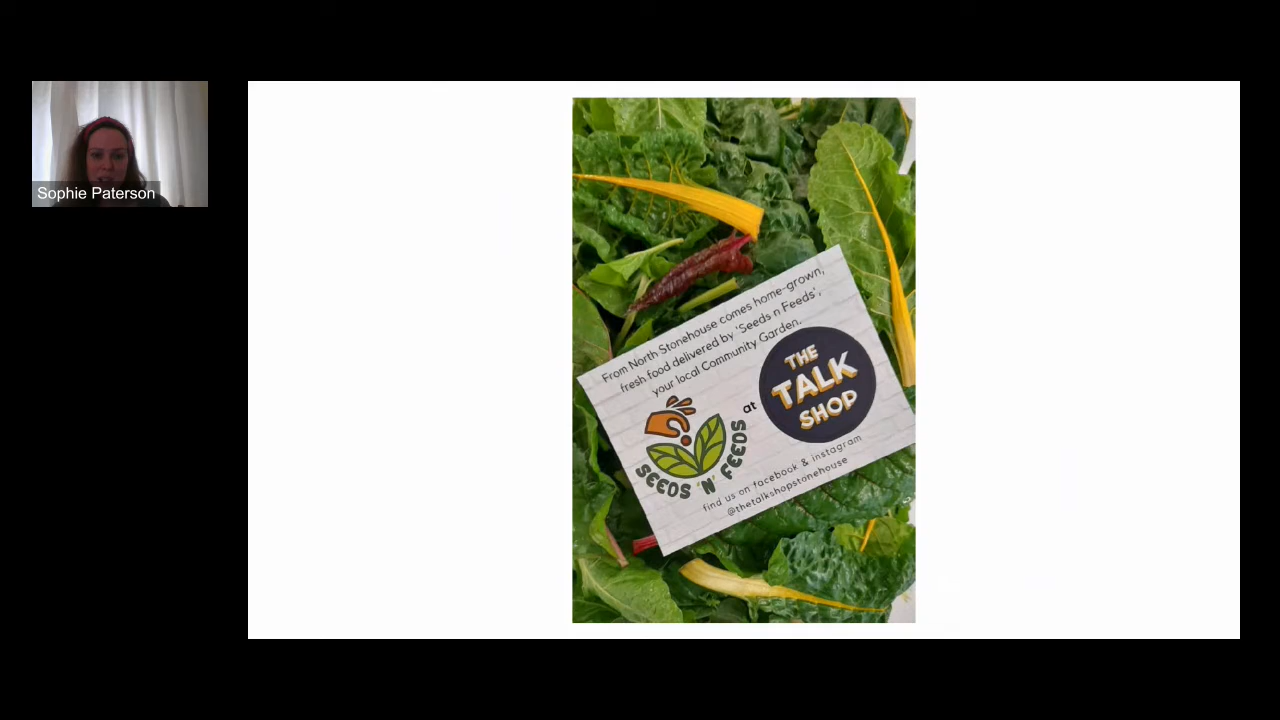 Sophie Paterson
From North Stonehouse comes home-grown,
fresh food delivered by 'Seeds n Feeds',
your local Community Garden.
SEEDS 'N' FEEDS
at
THE
TALK
SHOP
find us on facebook & instagram
@thetalkshopstonehouse